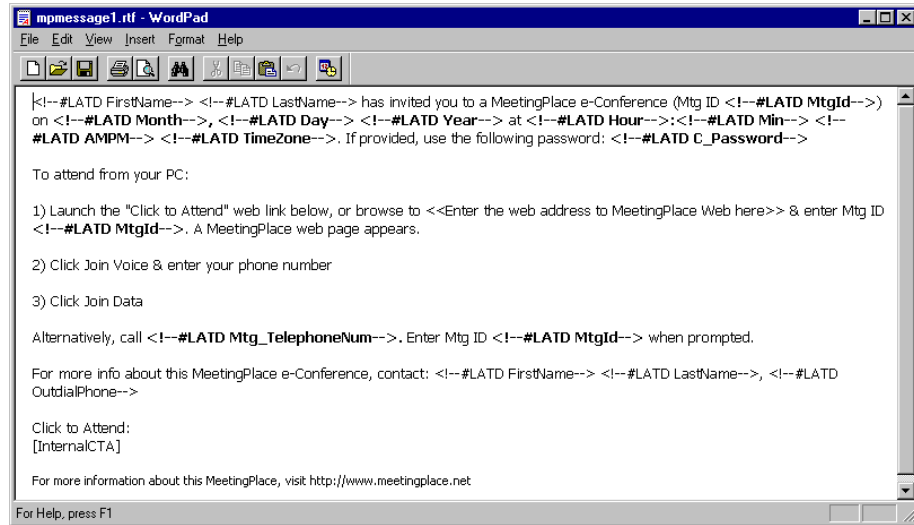 mpmessage1.rtf - WordPad
File Edit View Insert Format Help
<!--#LATD FirstName--> <!--#LATD LastName--> has invited you to a MeetingPlace e-Conference (Mtg ID <!--#LATD MtgId-->)
on <!--#LATD Month-->, <!--#LATD Day--> <!--#LATD Year--> at <!--#LATD Hour-->:<!--#LATD Min--> <!--
#LATD AMPM--> <!--#LATD TimeZone-->. If provided, use the following password: <!--#LATD C_Password-->
To attend from your PC:
1) Launch the "Click to Attend" web link below, or browse to <<Enter the web address to MeetingPlace Web here>> & enter Mtg ID
<!--#LATD MtgId-->. A MeetingPlace web page appears.
2) Click Join Voice & enter your phone number
3) Click Join Data
Alternatively, call <!--#LATD Mtg_TelephoneNum-->. Enter Mtg ID <!--#LATD MtgId--> when prompted.
For more info about this MeetingPlace e-Conference, contact: <!--#LATD FirstName--> <!--#LATD LastName-->, <!--#LATD
OutdialPhone-->
Click to Attend:
[InternalCTA]
For more information about this MeetingPlace, visit http://www.meetingplace.net
For Help, press F1